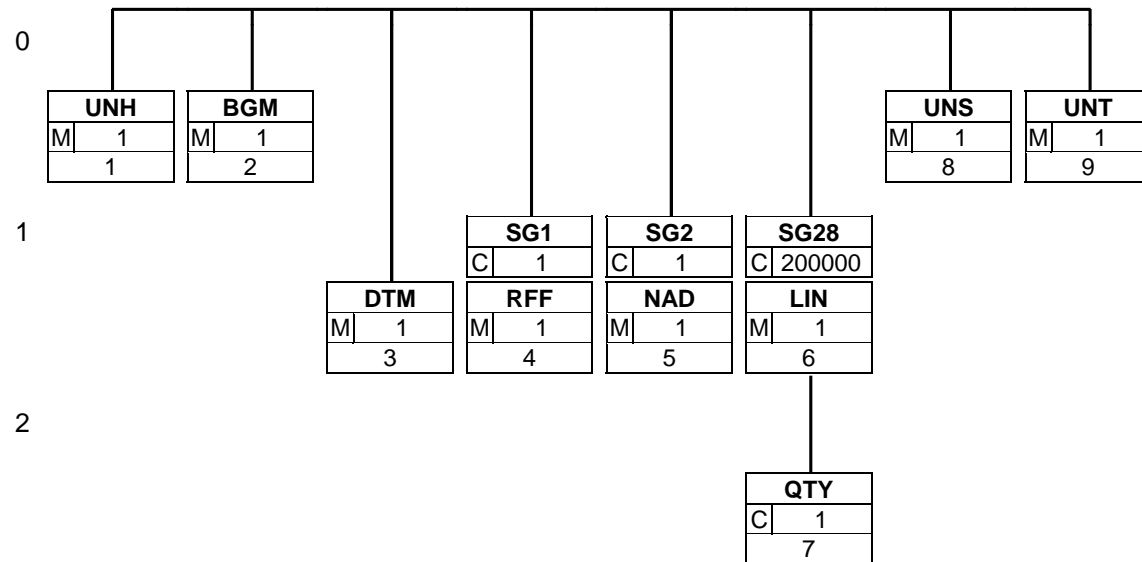 0
UNH BGM UNS UNT
M 1 M 1 M 1 M 1
1 2 8 9
1
SG1 SG2 SG28
C 1 C 1 C 200000
DTM RFF NAD LIN
M 1 M 1 M 1 M 1
3 4 5 6
2
QTY
C 1
7